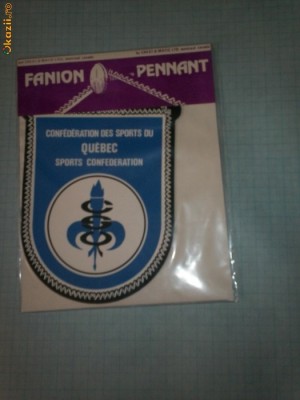 Okazii.ro
FANION PENNANT
CONFÉDÉRATION DES SPORTS DU
QUÉBEC
SPORTS CONFEDERATION